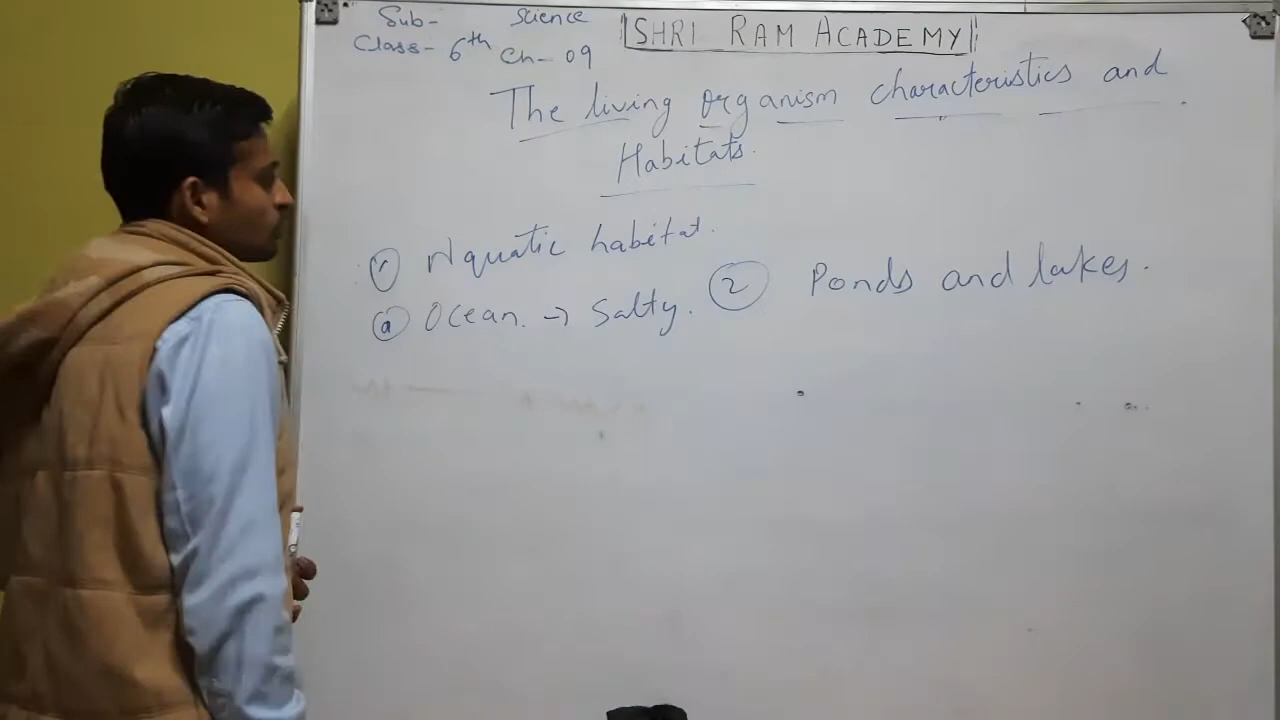 Sub- Science
Class- 6th Ch- 09
SHRI RAM ACADEMY
The living organism characteristics and
Habitats.
① Aquatic habitat.
ⓐ Ocean. → Salty.
② Ponds and lakes.